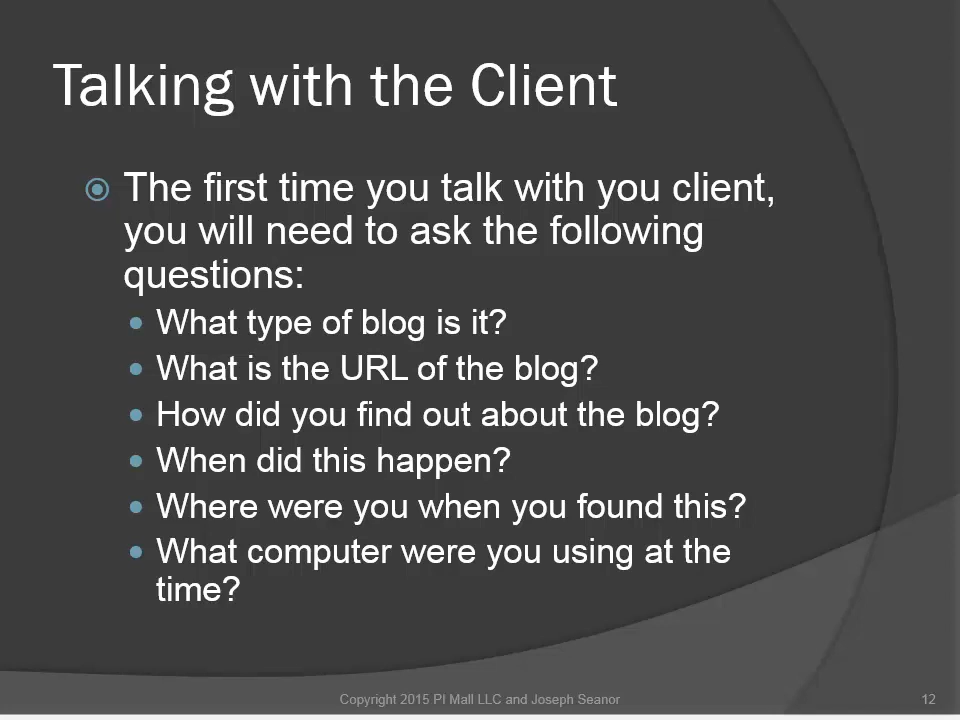 Talking with the Client
The first time you talk with you client,
you will need to ask the following
questions:
What type of blog is it?
What is the URL of the blog?
How did you find out about the blog?
When did this happen?
Where were you when you found this?
What computer were you using at the
time?
Copyright 2015 PI Mall LLC and Joseph Seanor
12